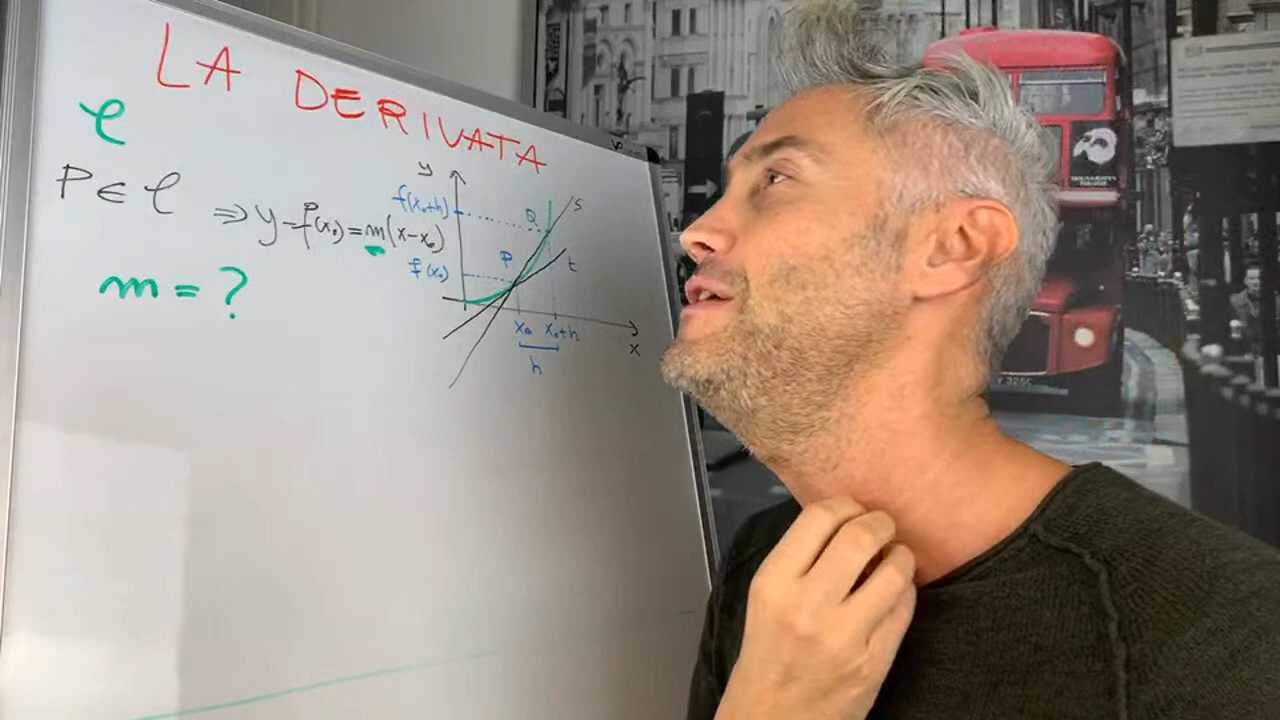 LA DERIVATA
C
P ∈ C ⇒ y - f(x₀) = m(x - x₀)
m = ?
y
f(x₀+h)
Q
s
P
t
f(x₀)
x₀ x₀+h
x
h